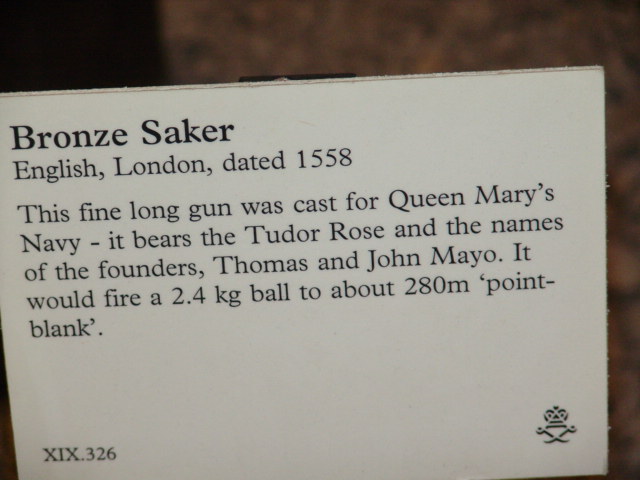 Bronze Saker
English, London, dated 1558
This fine long gun was cast for Queen Mary's
Navy - it bears the Tudor Rose and the names
of the founders, Thomas and John Mayo. It
would fire a 2.4 kg ball to about 280m 'point-
blank'.
XIX.326